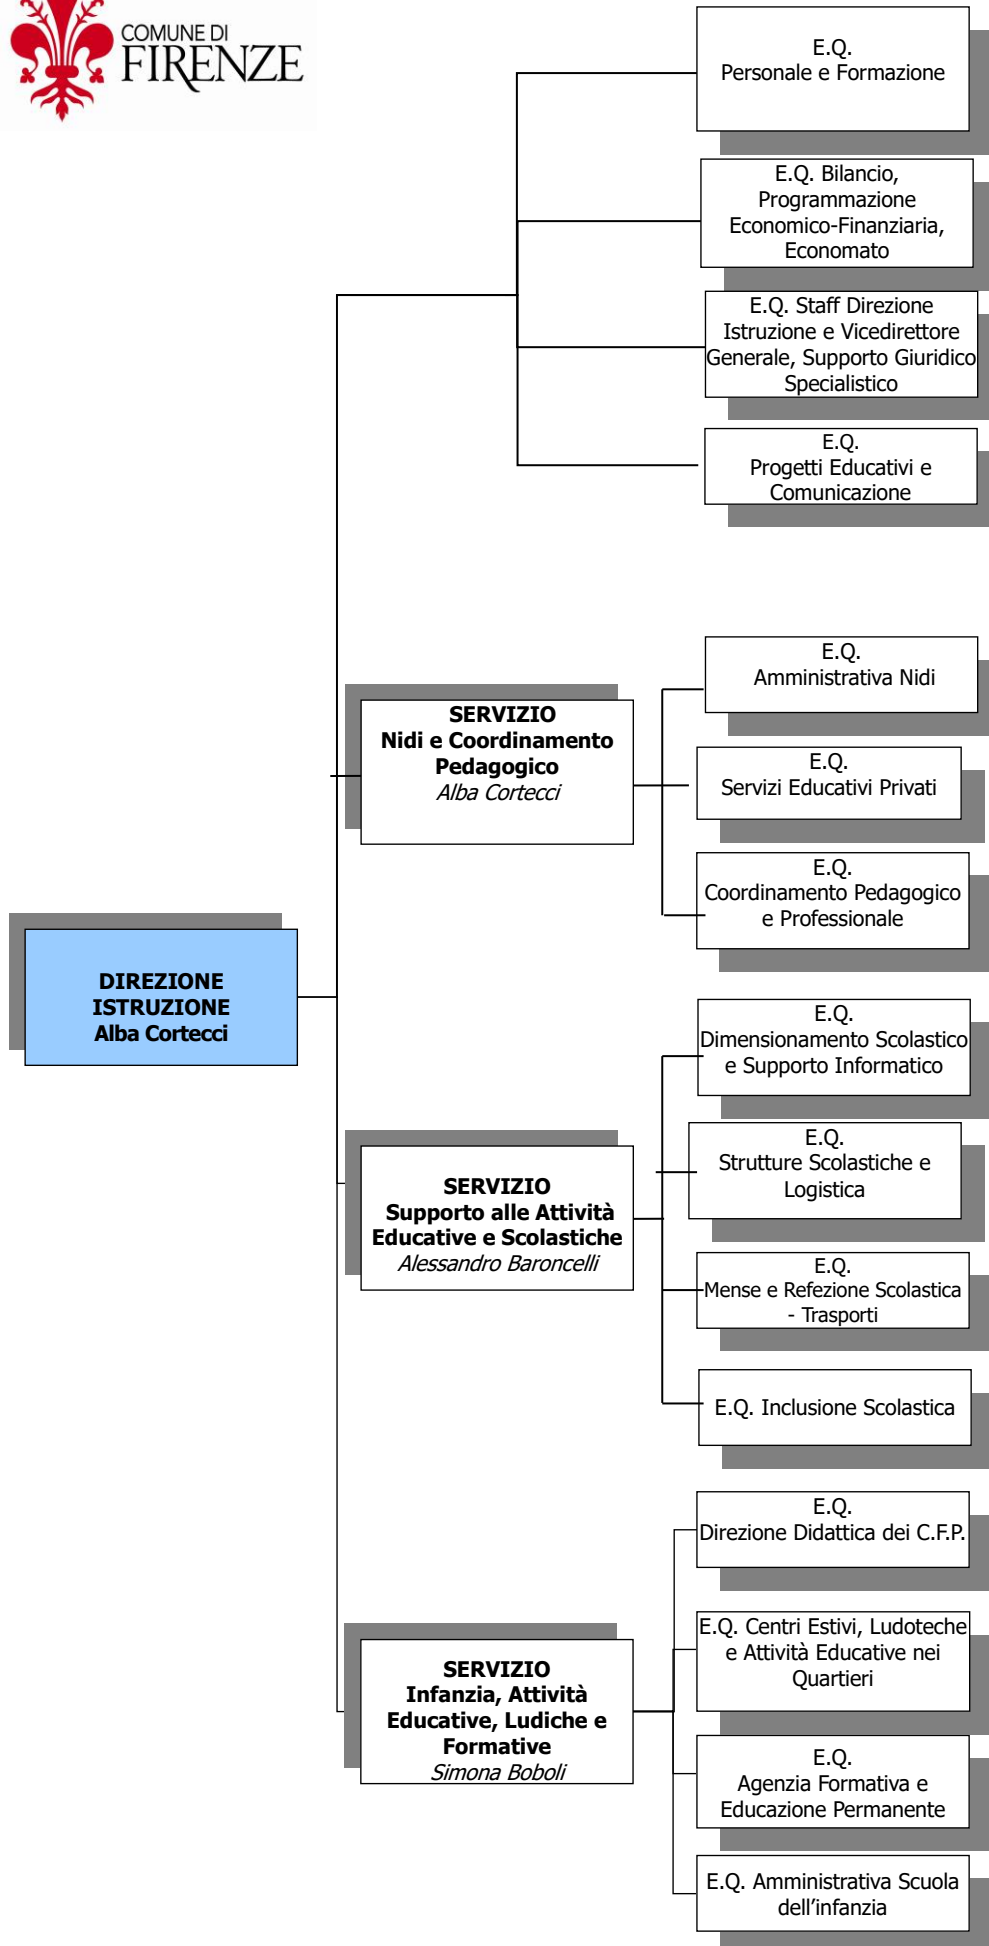 COMUNE DI
FIRENZE
E.Q.
Personale e Formazione
E.Q. Bilancio,
Programmazione
Economico-Finanziaria,
Economato
E.Q. Staff Direzione
Istruzione e Vicedirettore
Generale, Supporto Giuridico
Specialistico
E.Q.
Progetti Educativi e
Comunicazione
SERVIZIO
Nidi e Coordinamento
Pedagogico
Alba Cortecci
E.Q.
Amministrativa Nidi
E.Q.
Servizi Educativi Privati
E.Q.
Coordinamento Pedagogico
e Professionale
DIREZIONE
ISTRUZIONE
Alba Cortecci
SERVIZIO
Supporto alle Attività
Educative e Scolastiche
Alessandro Baroncelli
E.Q.
Dimensionamento Scolastico
e Supporto Informatico
E.Q.
Strutture Scolastiche e
Logistica
E.Q.
Mense e Refezione Scolastica
- Trasporti
E.Q. Inclusione Scolastica
SERVIZIO
Infanzia, Attività
Educative, Ludiche e
Formative
Simona Boboli
E.Q.
Direzione Didattica dei C.F.P.
E.Q. Centri Estivi, Ludoteche
e Attività Educative nei
Quartieri
E.Q.
Agenzia Formativa e
Educazione Permanente
E.Q. Amministrativa Scuola
dell’infanzia